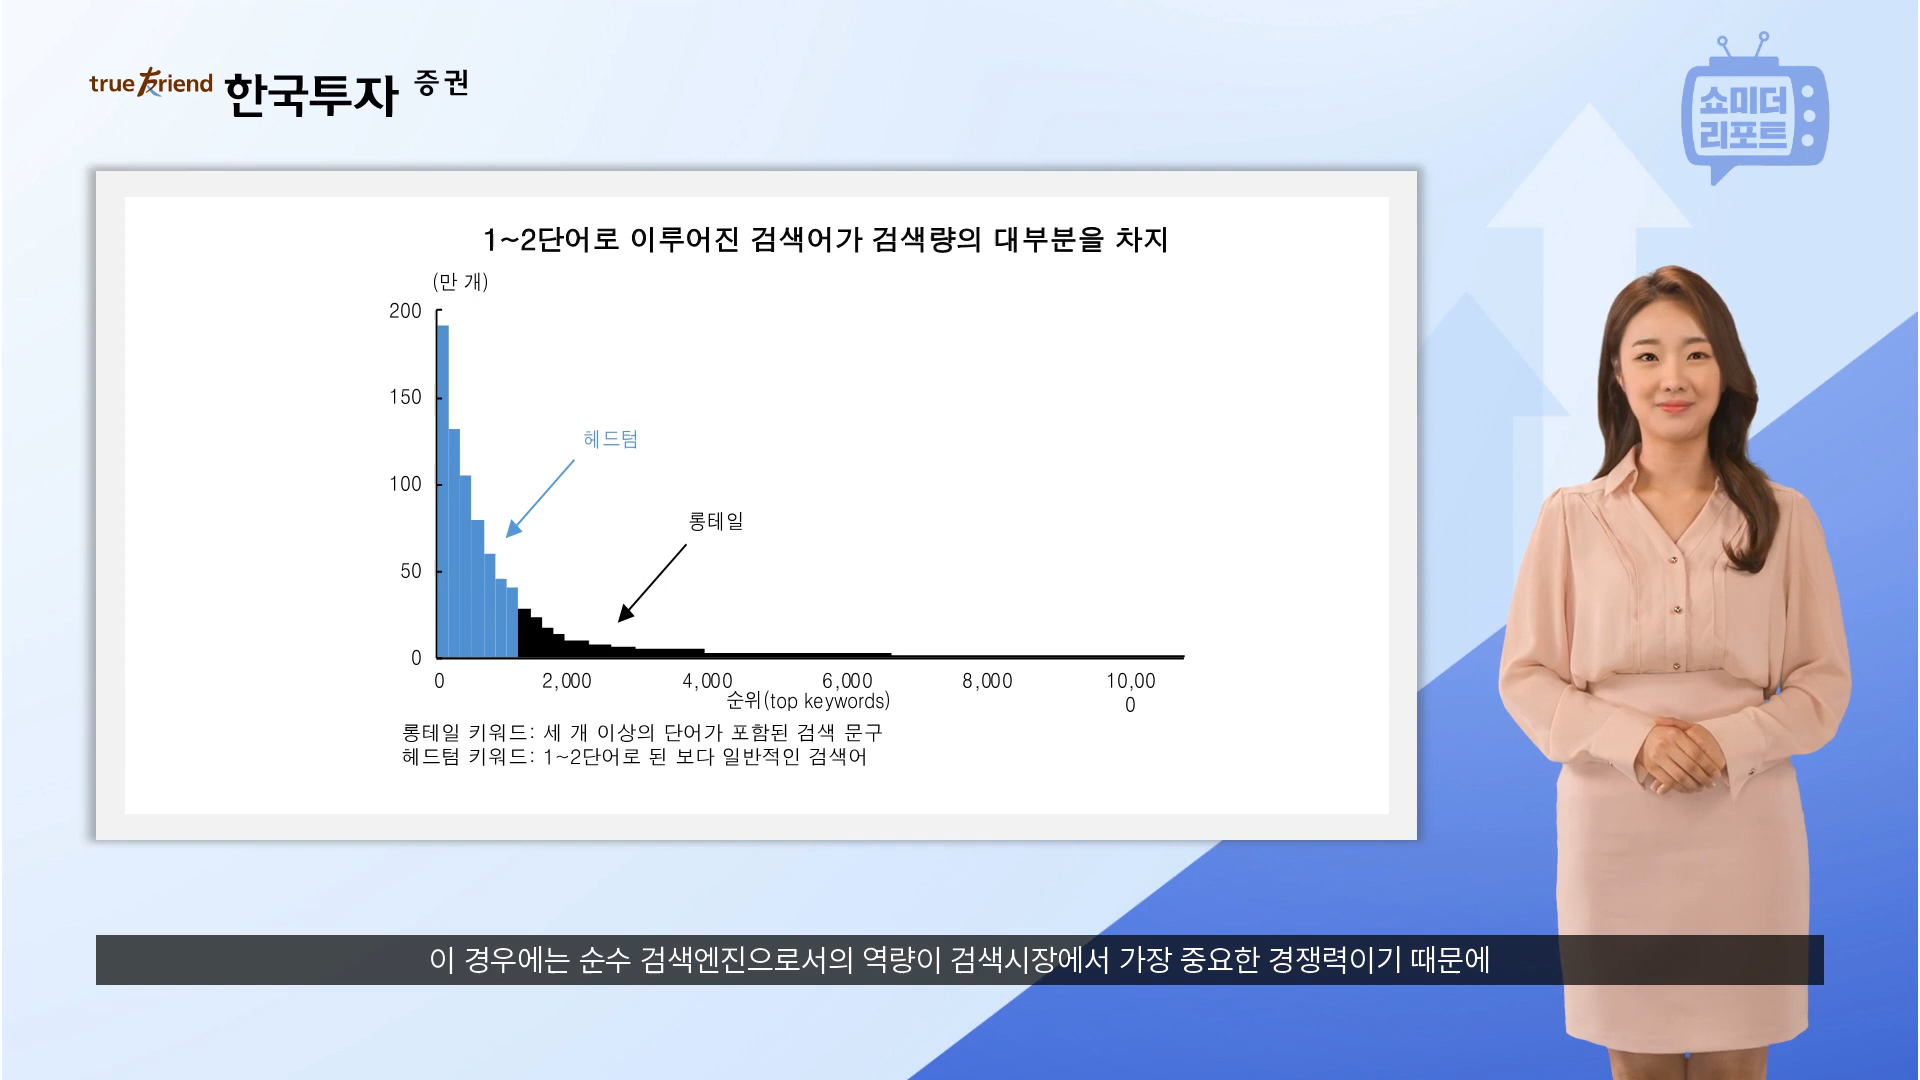 true 友riend 한국투자 증권
쇼미더
리포트
1~2단어로 이루어진 검색어가 검색량의 대부분을 차지
(만 개)
200
150
100
50
0
헤드텀
롱테일
0 2,000 4,000 6,000 8,000 10,00
0
순위(top keywords)
롱테일 키워드: 세 개 이상의 단어가 포함된 검색 문구
헤드텀 키워드: 1~2단어로 된 보다 일반적인 검색어
이 경우에는 순수 검색엔진으로서의 역량이 검색시장에서 가장 중요한 경쟁력이기 때문에